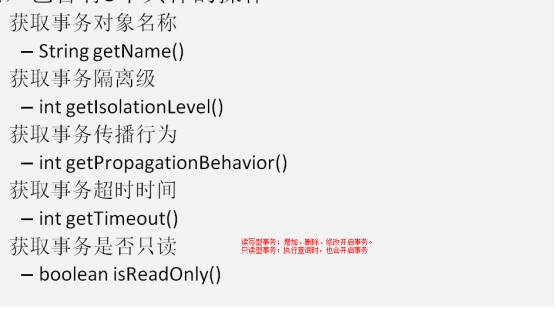 获取事务对象名称
– String getName()
获取事务隔离级
– int getIsolationLevel()
获取事务传播行为
– int getPropagationBehavior()
获取事务超时时间
– int getTimeout()
获取事务是否只读
读写型事务：增加、删除、修改开启事务。
只读型事务：执行查询时，也会开启事务
– boolean isReadOnly()